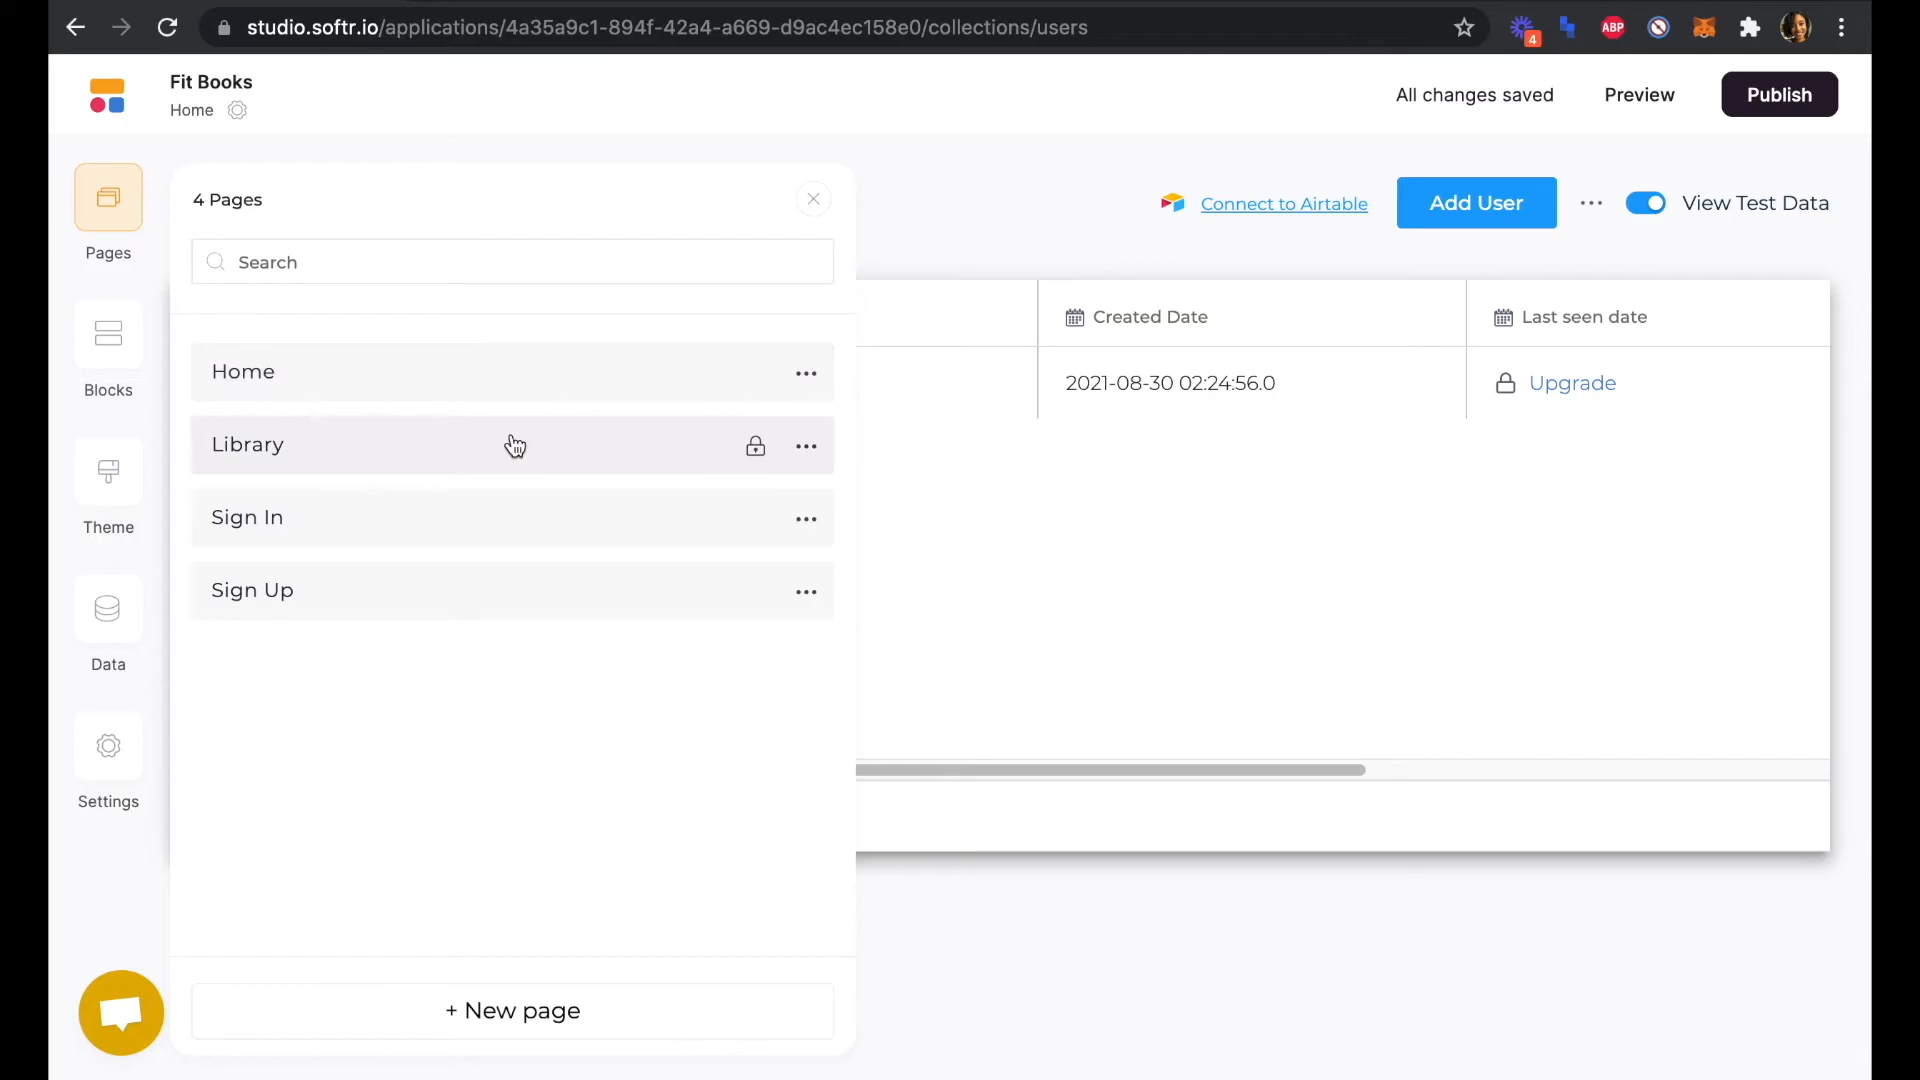 studio.softr.io/applications/4a35a9c1-894f-42a4-a669-d9ac4ec158e0/collections/users
4
ABP
Fit Books
Home
All changes saved
Preview
Publish
Pages
Blocks
Theme
Data
Settings
4 Pages
Search
Home
Library
Sign In
Sign Up
+ New page
Connect to Airtable
Add User
View Test Data
Created Date
Last seen date
2021-08-30 02:24:56.0
Upgrade